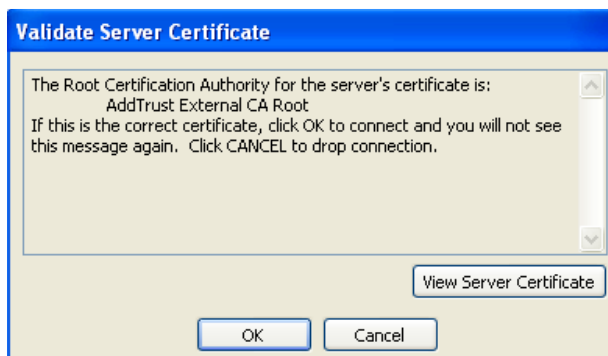 Validate Server Certificate
The Root Certification Authority for the server's certificate is:
AddTrust External CA Root
If this is the correct certificate, click OK to connect and you will not see
this message again.  Click CANCEL to drop connection.
View Server Certificate
OK
Cancel